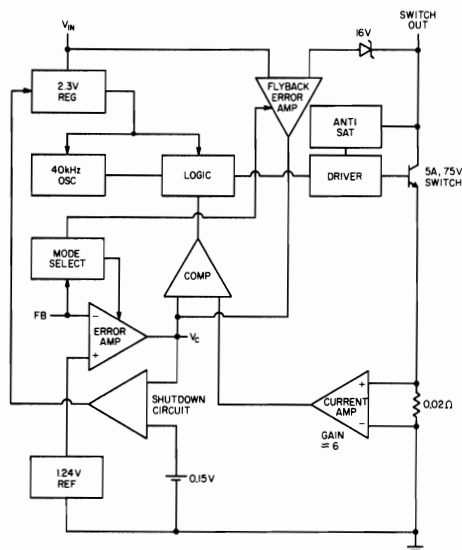 VIN
SWITCH
OUT
16V
2.3V
REG
FLYBACK
ERROR
AMP
ANTI
SAT
40kHz
OSC
LOGIC
DRIVER
5A, 75V
SWITCH
MODE
SELECT
COMP
FB
−
ERROR
AMP
+
VC
SHUTDOWN
CIRCUIT
+
CURRENT
AMP
−
GAIN
≈ 6
0.02Ω
1.24V
REF
0.15V